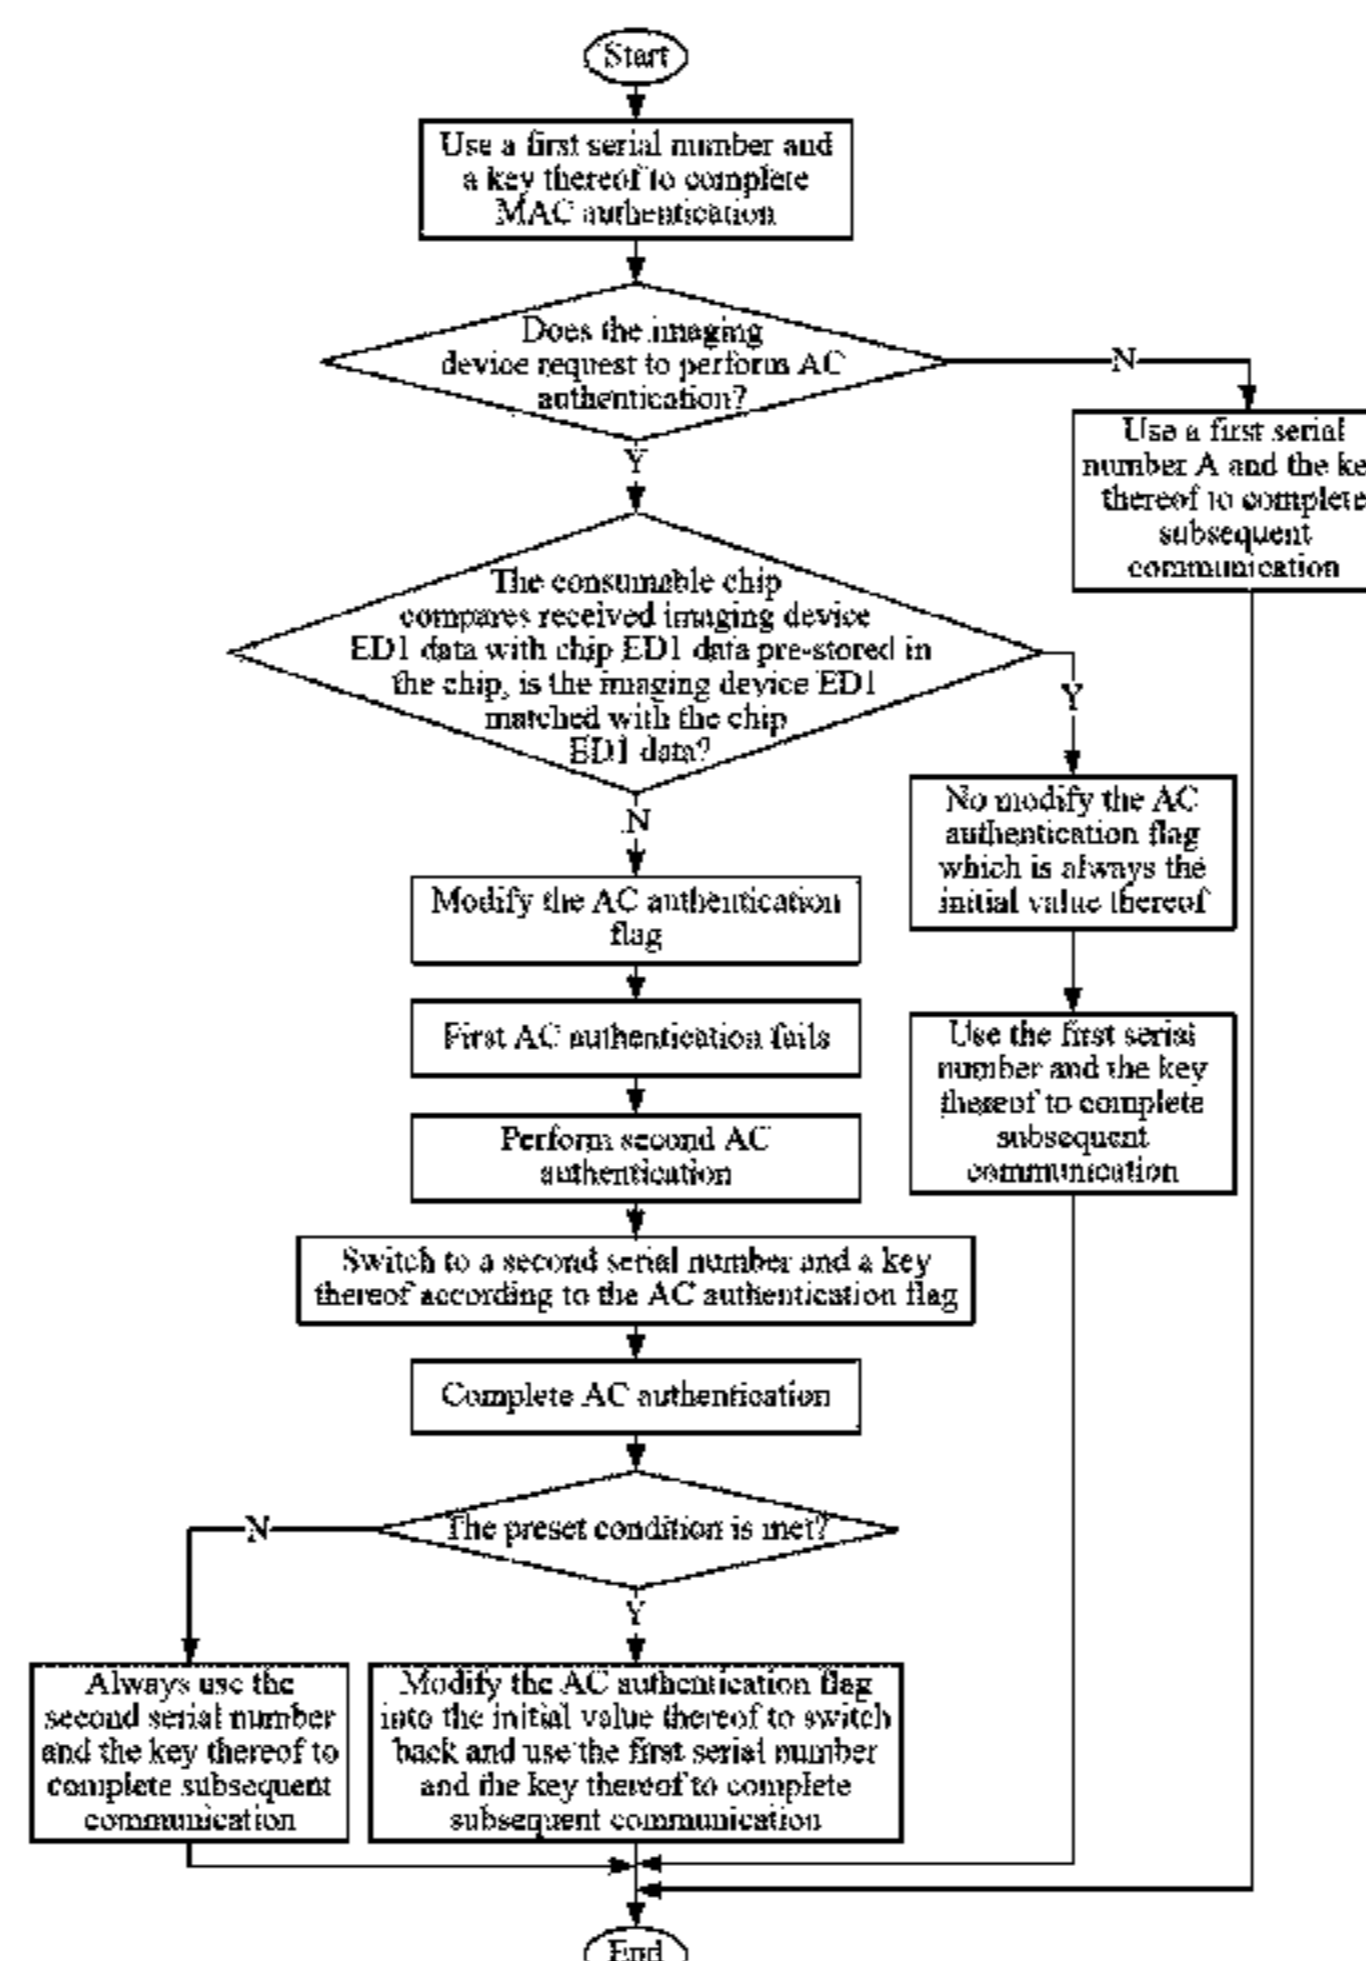 Start
Use a first serial number and
a key thereof to complete
MAC authentication
Does the imaging
device request to perform AC
authentication?
N
Y
Use a first serial
number A and the ke
thereof to complete
subsequent
communication
The consumable chip
compares received imaging device
ED1 data with chip ED1 data pre-stored in
the chip, is the imaging device ED1
matched with the chip
ED1 data?
Y
N
No modify the AC
authentication flag
which is always the
initial value thereof
Modify the AC authentication
flag
First AC authentication fails
Use the first serial
number and the key
thereof to complete
subsequent
communication
Perform second AC
authentication
Switch to a second serial number and a key
thereof according to the AC authentication flag
Complete AC authentication
The preset condition is met?
N
Y
Always use the
second serial number
and the key thereof to
complete subsequent
communication
Modify the AC authentication flag
into the initial value thereof to switch
back and use the first serial number
and the key thereof to complete
subsequent communication
End